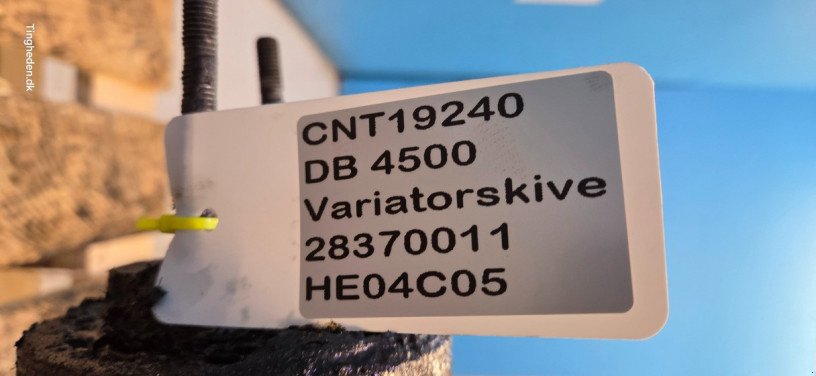 Tingheden.dk
CNT19240
DB 4500
Variatorskive
28370011
HE04C05